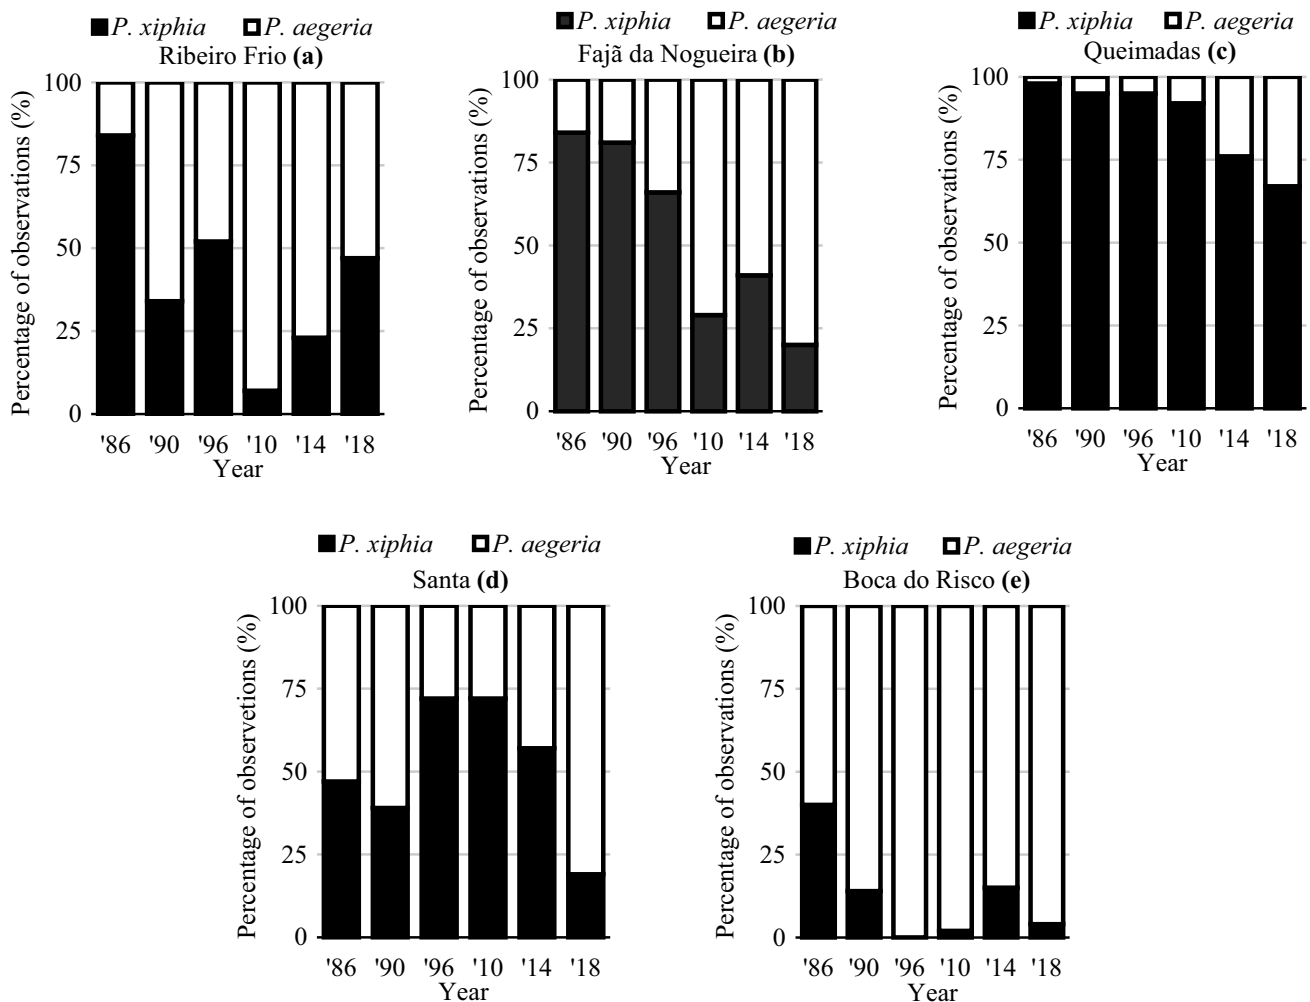 P. xiphia P. aegeria
Ribeiro Frio (a)
Percentage of observations (%)
100
75
50
25
0
'86 '90 '96 '10 '14 '18
Year
P. xiphia P. aegeria
Fajã da Nogueira (b)
Percentage of observations (%)
100
75
50
25
0
'86 '90 '96 '10 '14 '18
Year
P. xiphia P. aegeria
Queimadas (c)
Percentage of observations (%)
100
75
50
25
0
'86 '90 '96 '10 '14 '18
Year
P. xiphia P. aegeria
Santa (d)
Percentage of observetions (%)
100
75
50
25
0
'86 '90 '96 '10 '14 '18
Year
P. xiphia P. aegeria
Boca do Risco (e)
Percentage of observations (%)
100
75
50
25
0
'86 '90 '96 '10 '14 '18
Year